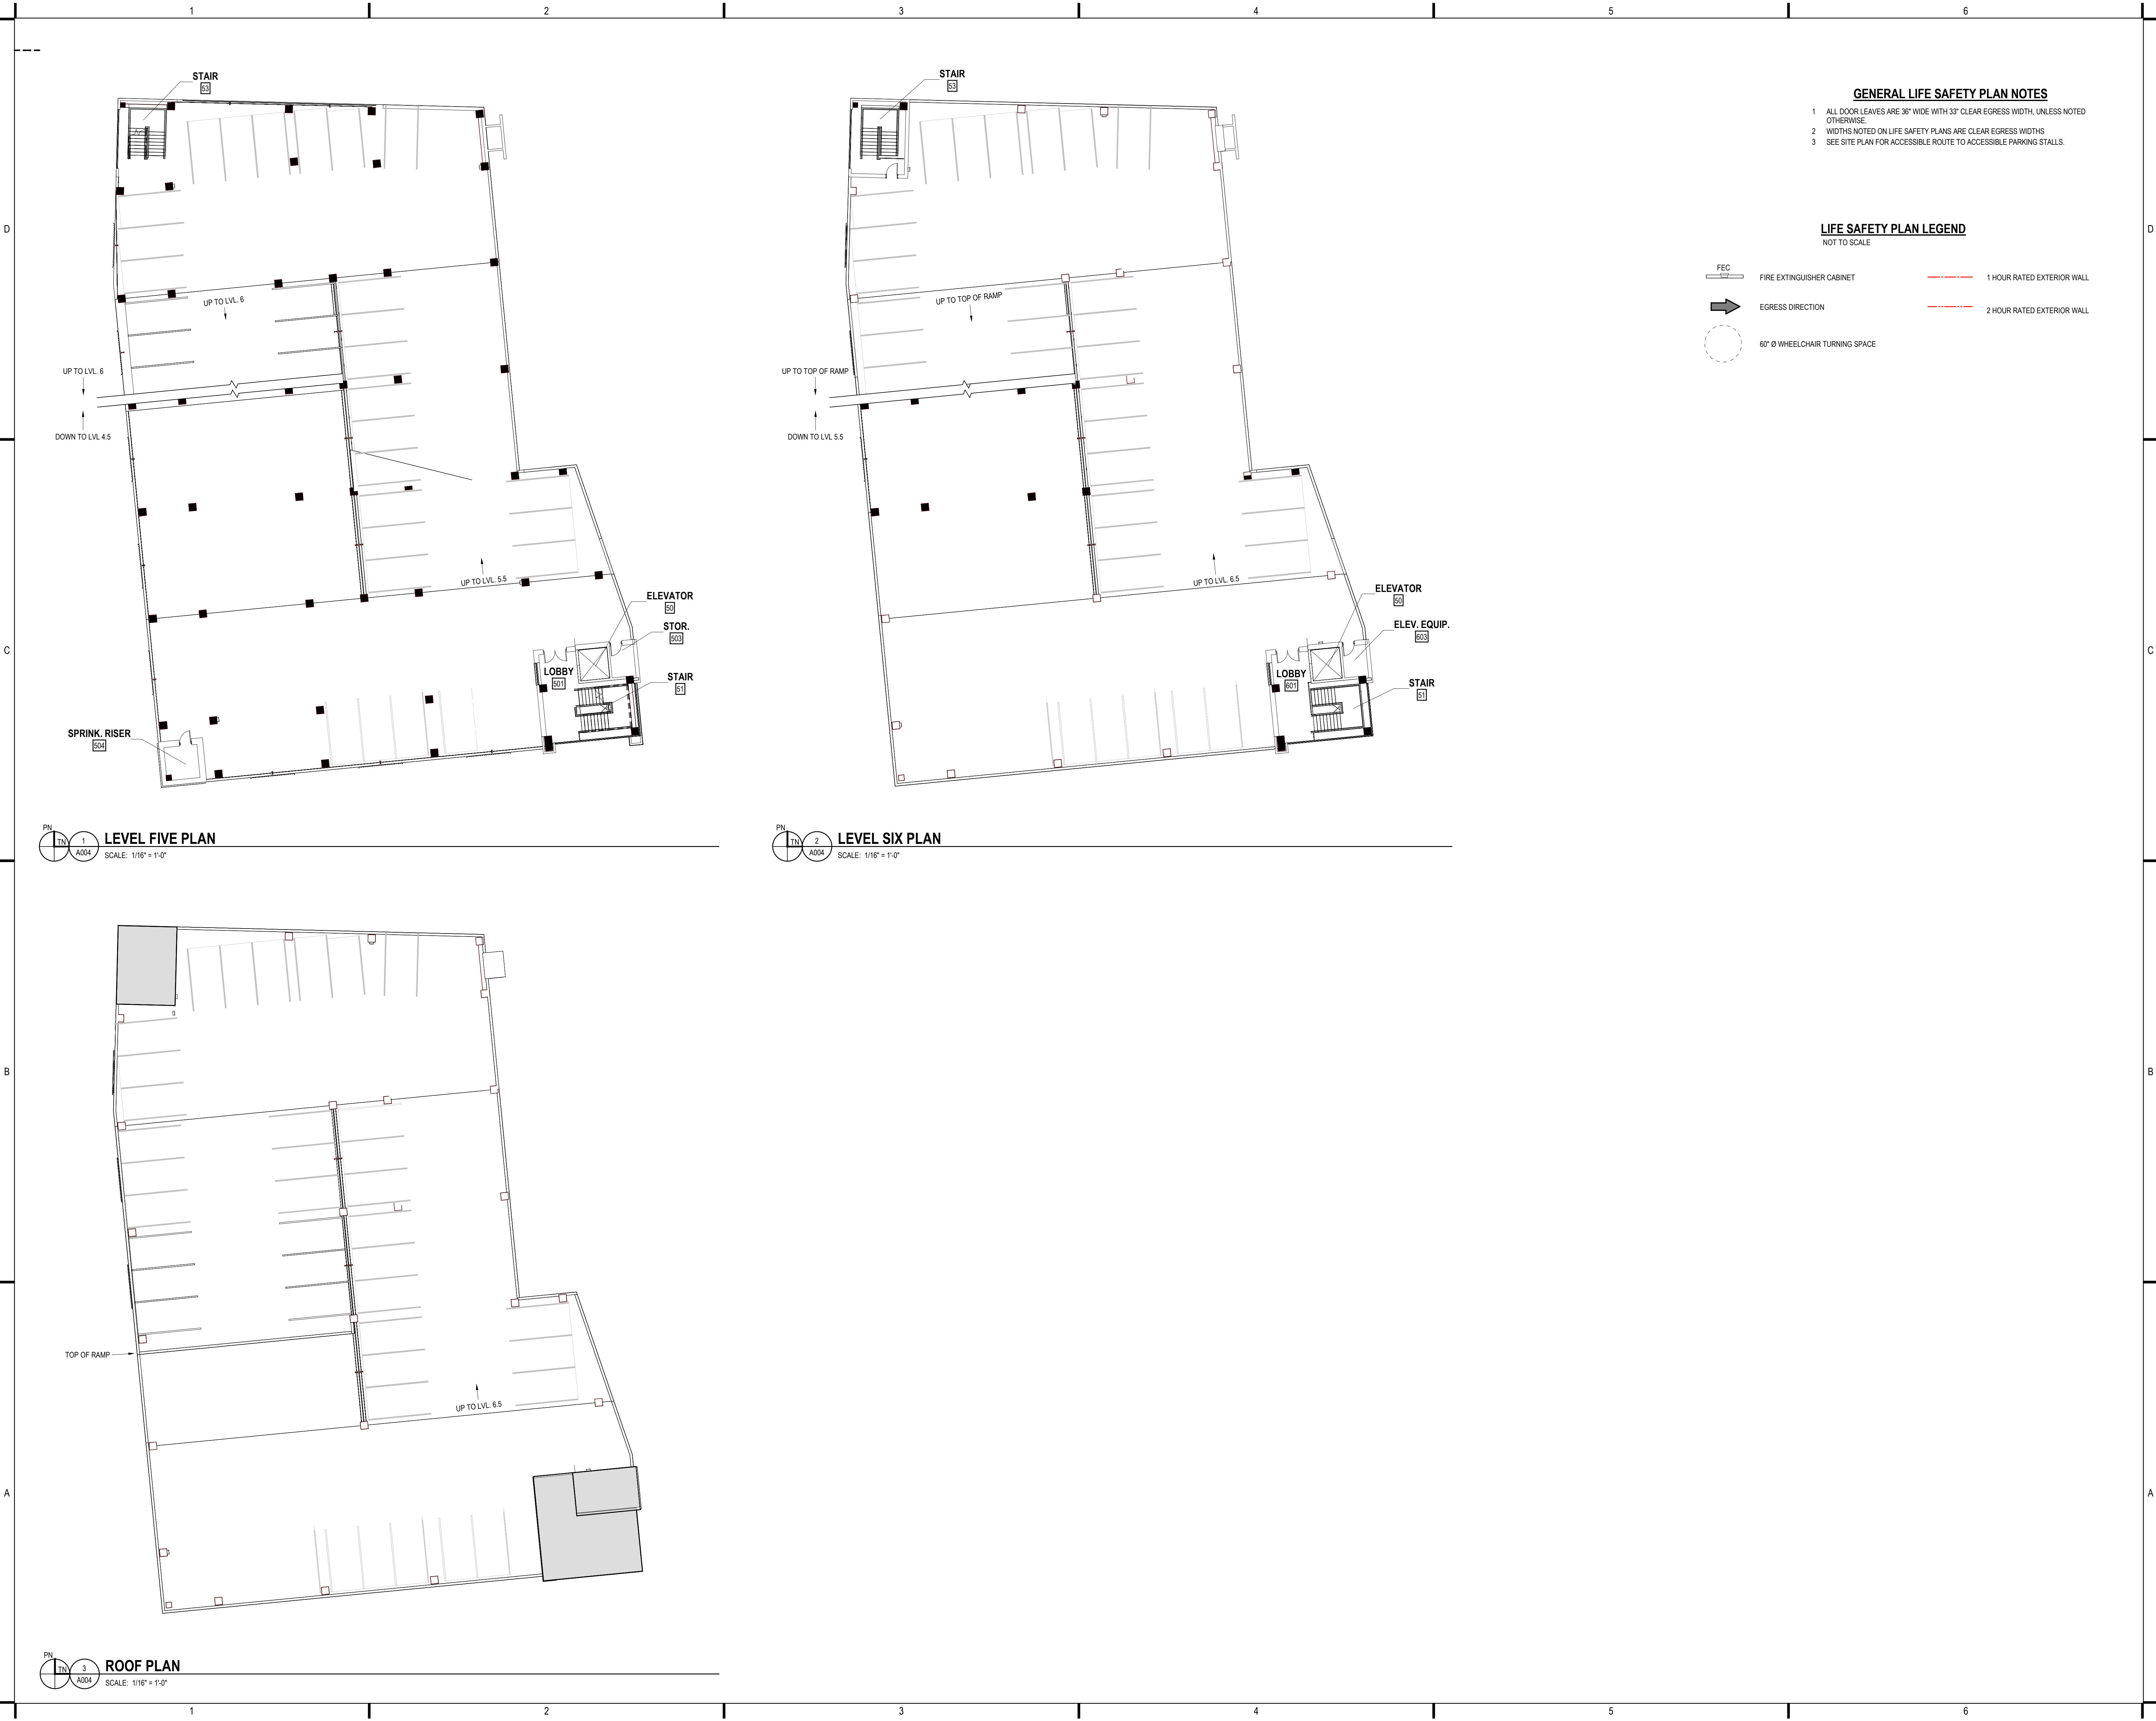 1 2 3 4 5 6
STAIR
53
UP TO LVL. 6
UP TO LVL. 6
DOWN TO LVL 4.5
UP TO LVL. 5.5
ELEVATOR
50
STOR.
503
LOBBY
501
STAIR
51
SPRINK. RISER
504
PN
TN
1
A004
LEVEL FIVE PLAN
SCALE: 1/16" = 1'-0"
STAIR
53
UP TO TOP OF RAMP
UP TO TOP OF RAMP
DOWN TO LVL 5.5
UP TO LVL. 6.5
ELEVATOR
50
ELEV. EQUIP.
603
LOBBY
601
STAIR
51
PN
TN
2
A004
LEVEL SIX PLAN
SCALE: 1/16" = 1'-0"
GENERAL LIFE SAFETY PLAN NOTES
1 ALL DOOR LEAVES ARE 36" WIDE WITH 33" CLEAR EGRESS WIDTH, UNLESS NOTED
OTHERWISE.
2 WIDTHS NOTED ON LIFE SAFETY PLANS ARE CLEAR EGRESS WIDTHS
3 SEE SITE PLAN FOR ACCESSIBLE ROUTE TO ACCESSIBLE PARKING STALLS.
LIFE SAFETY PLAN LEGEND
NOT TO SCALE
FEC
FIRE EXTINGUISHER CABINET
1 HOUR RATED EXTERIOR WALL
EGRESS DIRECTION
2 HOUR RATED EXTERIOR WALL
60" Ø WHEELCHAIR TURNING SPACE
D D
C C
B B
A A
TOP OF RAMP
UP TO LVL. 6.5
PN
TN
3
A004
ROOF PLAN
SCALE: 1/16" = 1'-0"
1 2 3 4 5 6